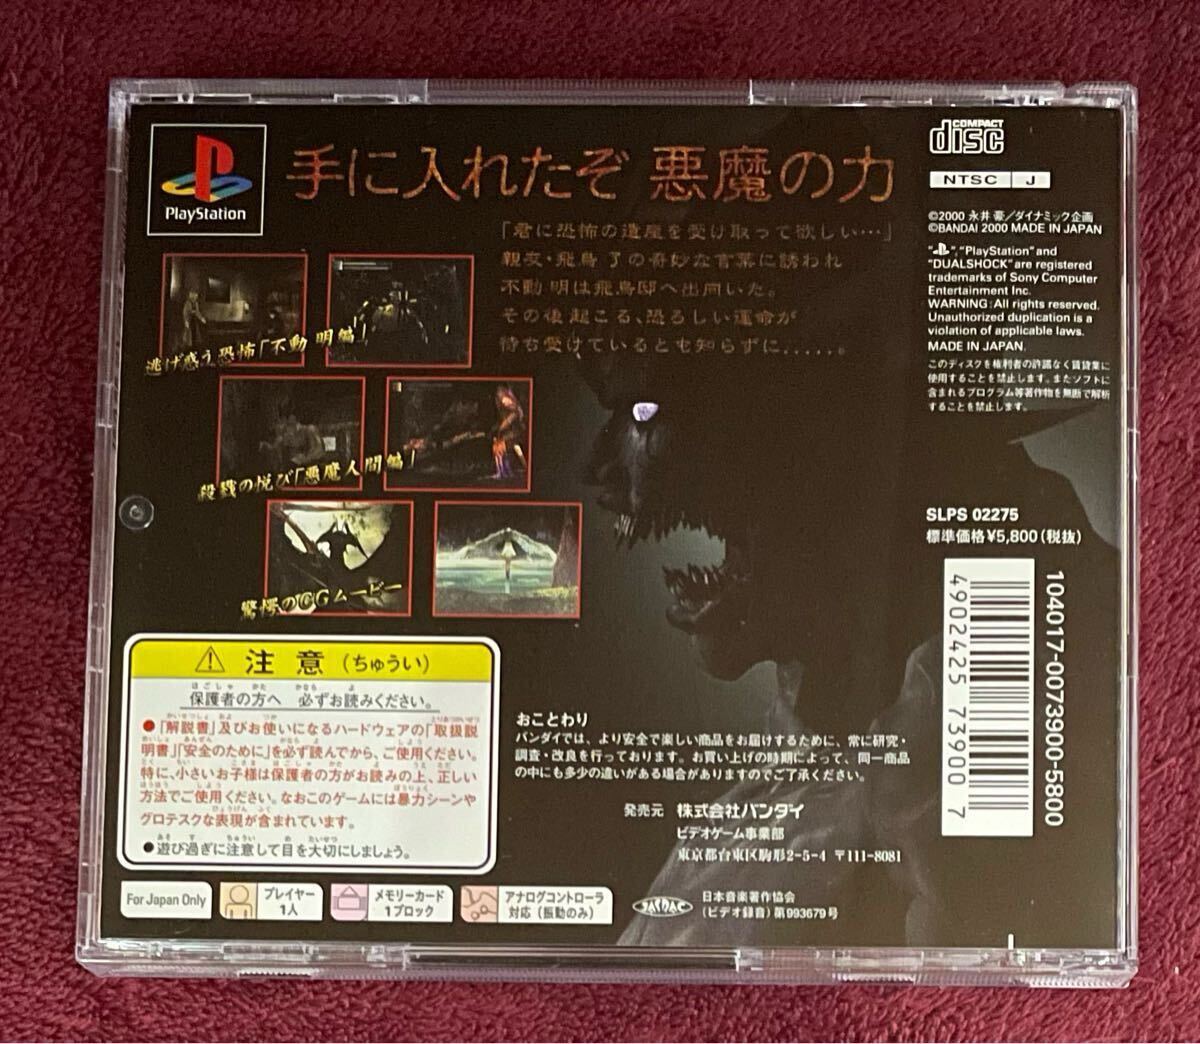 PlayStation
手に入れたぞ 悪魔の力
「君に恐怖の遺産を受け取って欲しい…」
親友・飛鳥 了の奇妙な言葉に誘われ
不動 明は飛鳥邸へ出向いた。
その後起こる、恐るしい運命が
待ち受けているとも知らずに.....。
逃げ惑う恐怖「不動 明編」
殺戮の悦び「悪魔人間編」
驚愕のCGムービー
COMPACT
disc
NTSC J
©2000 永井 豪/ダイナミック企画
©BANDAI 2000 MADE IN JAPAN
" ", "PlayStation" and
"DUALSHOCK" are registered
trademarks of Sony Computer
Entertainment Inc.
WARNING: All rights reserved.
Unauthorized duplication is a
violation of applicable laws.
MADE IN JAPAN.
このディスクを権利者の許諾なく賃貸業に
使用することを禁止します。またソフトに
含まれるプログラム等著作物を無断で解析
することを禁止します。
SLPS 02275
標準価格¥5,800(税抜)
4902425 73900 7
104017-0073900-5800
注 意 (ちゅうい)
保護者の方へ 必ずお読みください。
●「解説書」及びお使いになるハードウェアの「取扱説
明書」「安全のために」を必ず読んでから、ご使用ください。
特に、小さいお子様は保護者の方がお読みの上、正しい
方法でご使用ください。なおこのゲームには暴力シーンや
グロテスクな表現が含まれています。
●遊び過ぎに注意して目を大切にしましょう。
おことわり
バンダイでは、より安全で楽しい商品をお届けするために、常に研究・
調査・改良を行っております。お買い上げの時期によって、同一商品
の中にも多少の違いがある場合がありますのでご了承ください。
発売元 株式会社バンダイ
ビデオゲーム事業部
東京都台東区駒形2-5-4 〒111-8081
For Japan Only
プレイヤー
1人
メモリーカード
1ブロック
アナログコントローラ
対応(振動のみ)
JASRAC
日本音楽著作協会
(ビデオ録音)第993679号